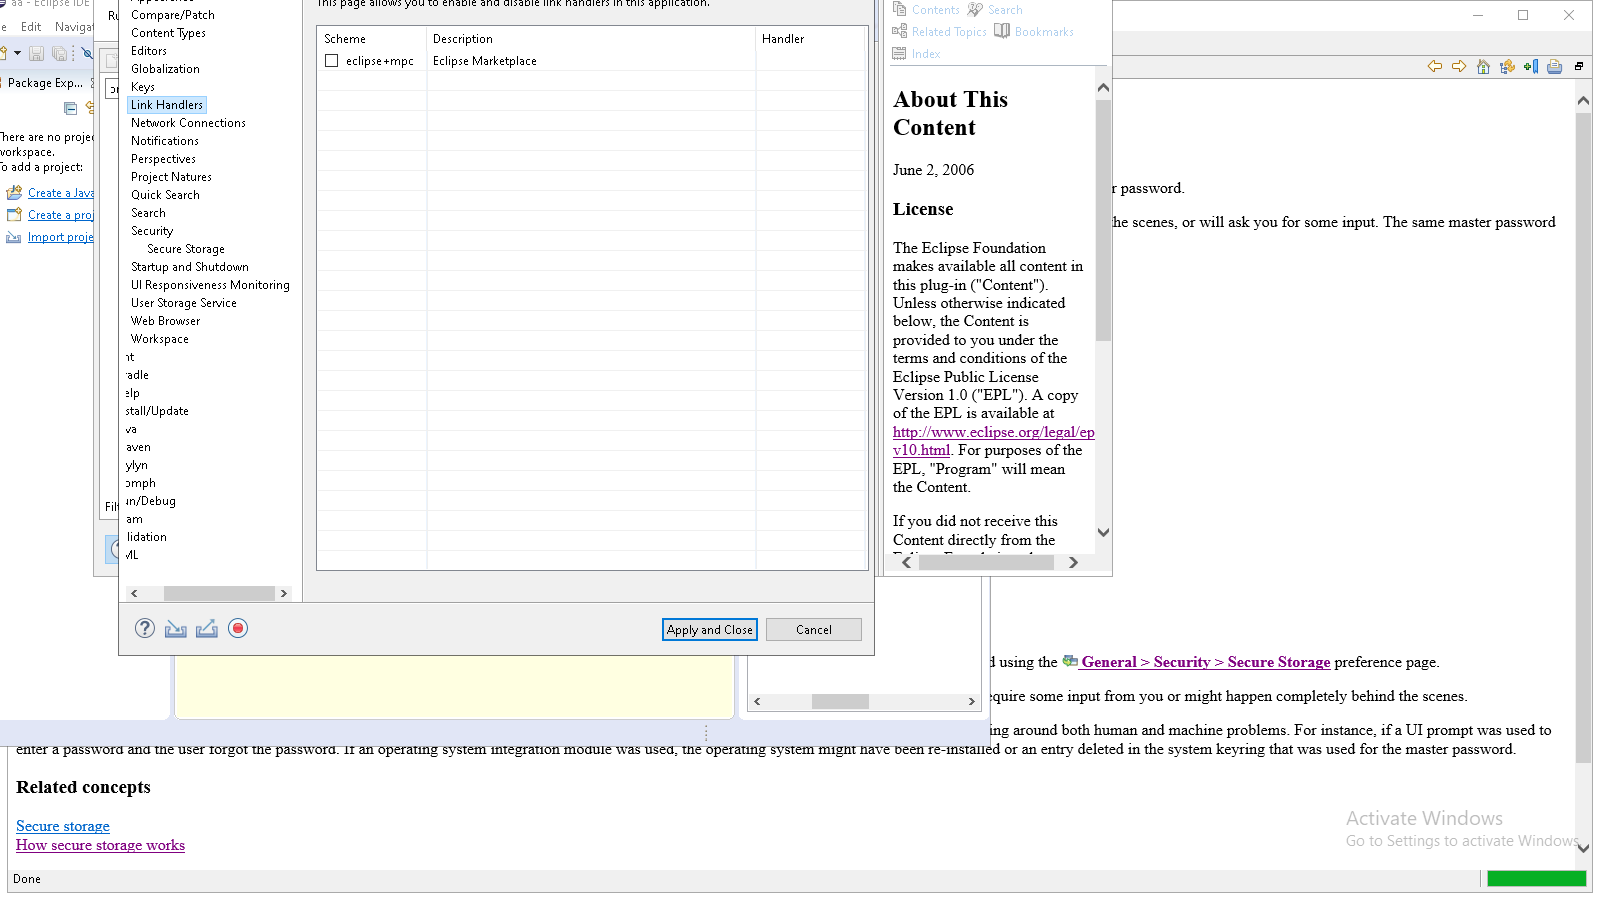 aa - Eclipse IDE
Edit
Navigat
Package Exp...
There are no projec
workspace.
To add a project:
Create a Java
Create a proj
Import proje
Ru
Fil
Compare/Patch
Content Types
Editors
Globalization
Keys
Link Handlers
Network Connections
Notifications
Perspectives
Project Natures
Quick Search
Search
Security
Secure Storage
Startup and Shutdown
UI Responsiveness Monitoring
User Storage Service
Web Browser
Workspace
nt
radle
elp
stall/Update
va
aven
ylyn
omph
un/Debug
am
lidation
ML
This page allows you to enable and disable link handlers in this application.
Scheme Description Handler
eclipse+mpc Eclipse Marketplace
Apply and Close Cancel
Contents Search
Related Topics Bookmarks
Index
About This
Content
June 2, 2006
License
The Eclipse Foundation
makes available all content in
this plug-in ("Content").
Unless otherwise indicated
below, the Content is
provided to you under the
terms and conditions of the
Eclipse Public License
Version 1.0 ("EPL"). A copy
of the EPL is available at
http://www.eclipse.org/legal/ep
v10.html. For purposes of the
EPL, "Program" will mean
the Content.
If you did not receive this
Content directly from the
r password.
he scenes, or will ask you for some input. The same master password
d using the General > Security > Secure Storage preference page.
equire some input from you or might happen completely behind the scenes.
ing around both human and machine problems. For instance, if a UI prompt was used to
enter a password and the user forgot the password. If an operating system integration module was used, the operating system might have been re-installed or an entry deleted in the system keyring that was used for the master password.
Related concepts
Secure storage
How secure storage works
Activate Windows
Go to Settings to activate Windows.
Done